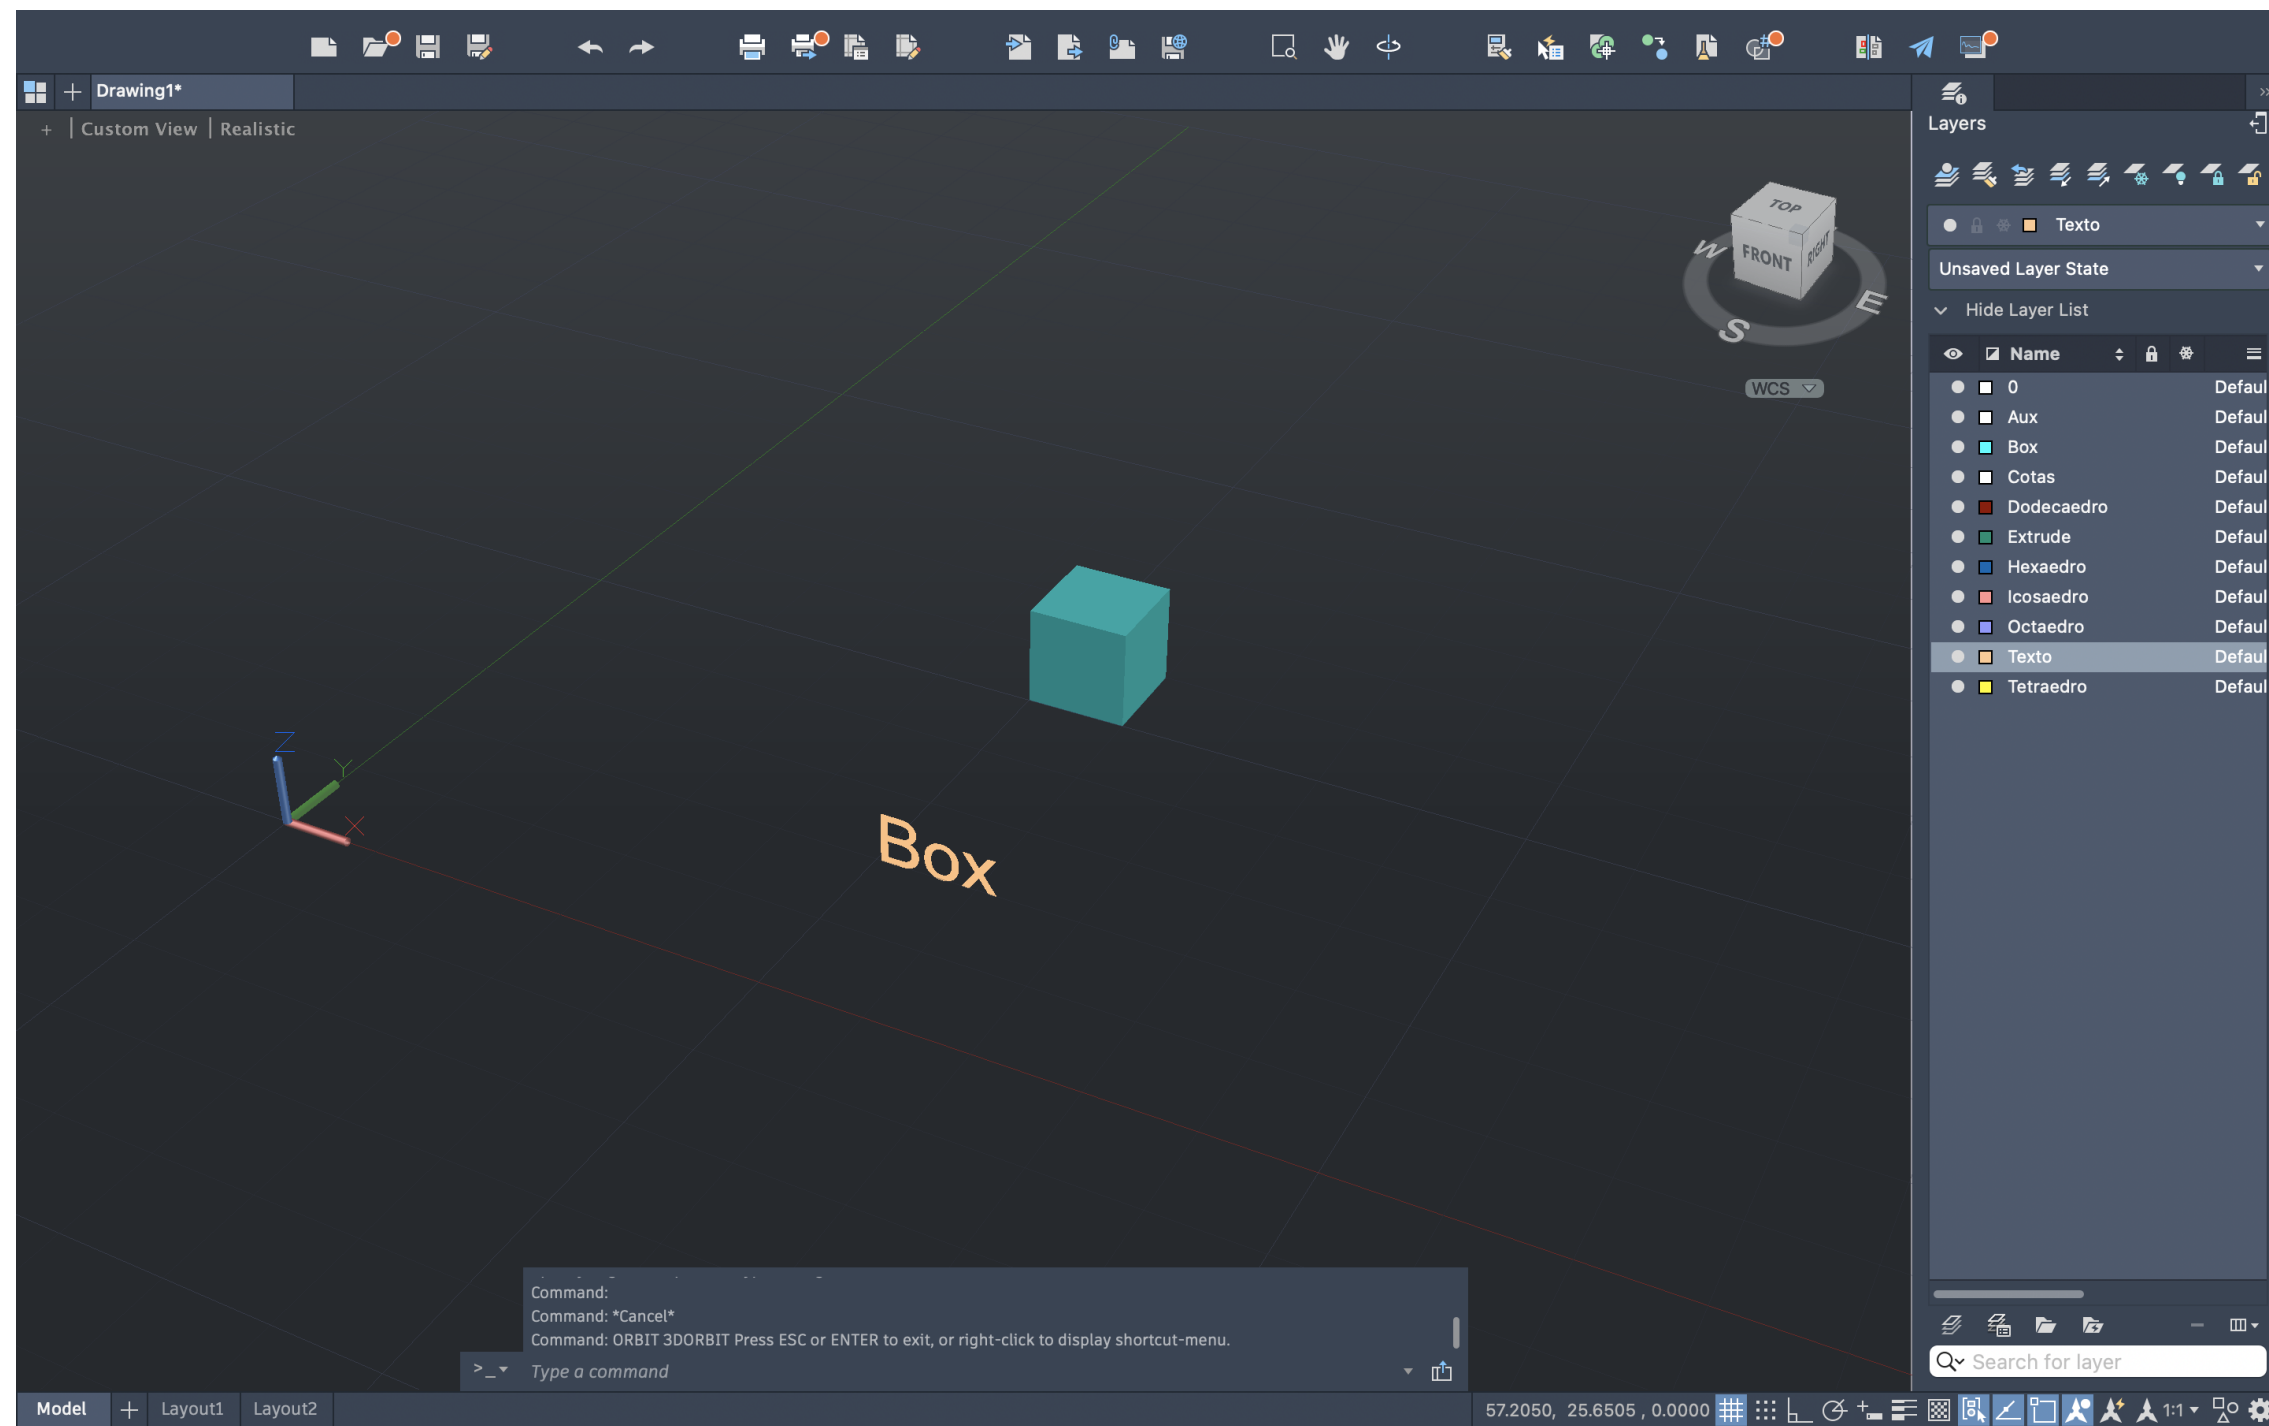 Drawing1*
+ | Custom View | Realistic
TOP
FRONT
RIGHT
W
S
E
WCS
Z
Y
X
Box
Layers
Texto
Unsaved Layer State
Hide Layer List
Name
0 Defaul
Aux Defaul
Box Defaul
Cotas Defaul
Dodecaedro Defaul
Extrude Defaul
Hexaedro Defaul
Icosaedro Defaul
Octaedro Defaul
Texto Defaul
Tetraedro Defaul
Command:
Command: *Cancel*
Command: ORBIT 3DORBIT Press ESC or ENTER to exit, or right-click to display shortcut-menu.
>_ Type a command
Search for layer
Model + Layout1 Layout2
57.2050, 25.6505 , 0.0000
1:1